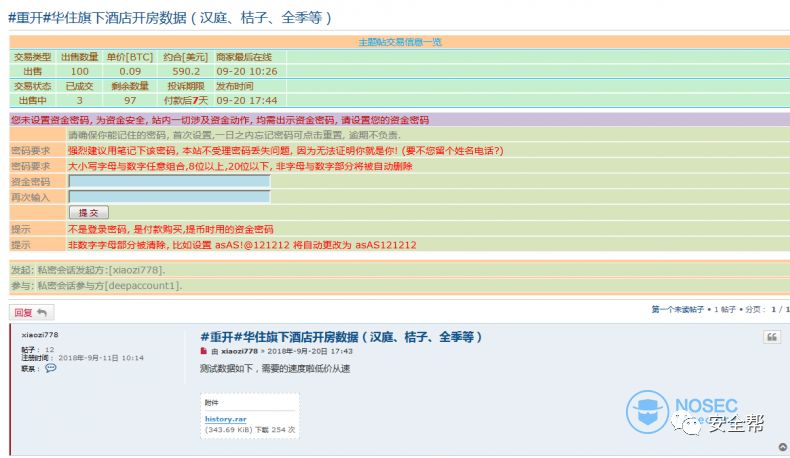 #重开#华住旗下酒店开房数据（汉庭、桔子、全季等）
主题帖交易信息一览
交易类型 出售数量 单价[BTC] 约合[美元] 商家最后在线
出售 100 0.09 590.2 09-20 10:26
交易状态 已成交 剩余数量 投诉期限 发布时间
出售中 3 97 付款后7天 09-20 17:44
您未设置资金密码, 为资金安全, 站内一切涉及资金动作, 均需出示资金密码, 请设置您的资金密码
请确保你能记住的密码, 首次设置,一日之内忘记密码可点击重置, 逾期不负责.
密码要求 强烈建议用笔记下该密码, 本站不受理密码丢失问题, 因为无法证明你就是你! (要不您留个姓名电话?)
密码要求 大小写字母与数字任意组合,8位以上,20位以下, 非字母与数字部分将被自动删除
资金密码
再次输入
提 交
提示 不是登录密码, 是付款购买,提币时用的资金密码
提示 非数字字母部分被清除, 比如设置 asAS!@121212 将自动更改为 asAS121212
发起: 私密会话发起方:[xiaozi778].
参与: 私密会话参与方[deepaccount1].
回复
第一个未读帖子 • 1 帖子 • 分页： 1 / 1
xiaozi778
帖子： 12
注册时间： 2018-9月-11日 10:14
联系：
#重开#华住旗下酒店开房数据（汉庭、桔子、全季等）
由 xiaozi778 » 2018年-9月-20日 17:43
测试数据如下，需要的速度啦低价从速
附件
history.rar
(343.69 KiB) 下载 254 次
NOSEC
安全帮